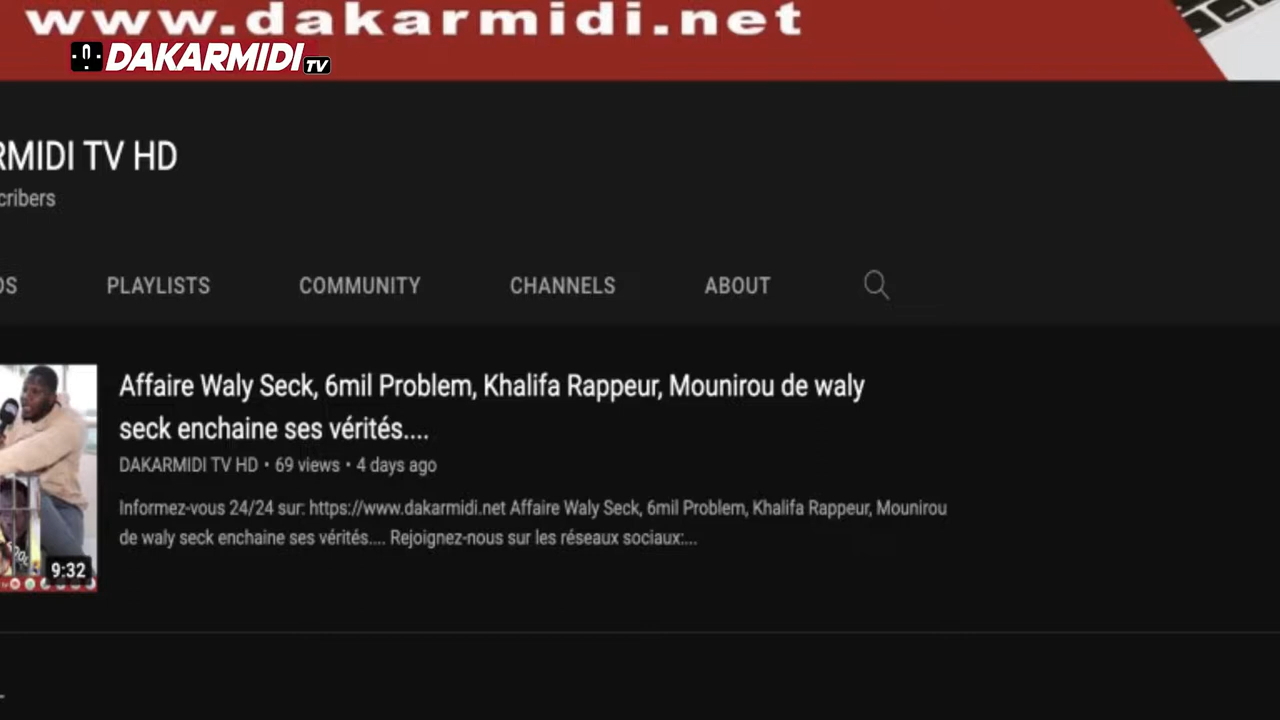 www.dakarmidi.net
DAKARMIDI TV
RMIDI TV HD
cribers
OS PLAYLISTS COMMUNITY CHANNELS ABOUT
Affaire Waly Seck, 6mil Problem, Khalifa Rappeur, Mounirou de waly
seck enchaine ses vérités....
DAKARMIDI TV HD • 69 views • 4 days ago
Informez-vous 24/24 sur: https://www.dakarmidi.net Affaire Waly Seck, 6mil Problem, Khalifa Rappeur, Mounirou
de waly seck enchaine ses vérités.... Rejoignez-nous sur les réseaux sociaux:...
9:32